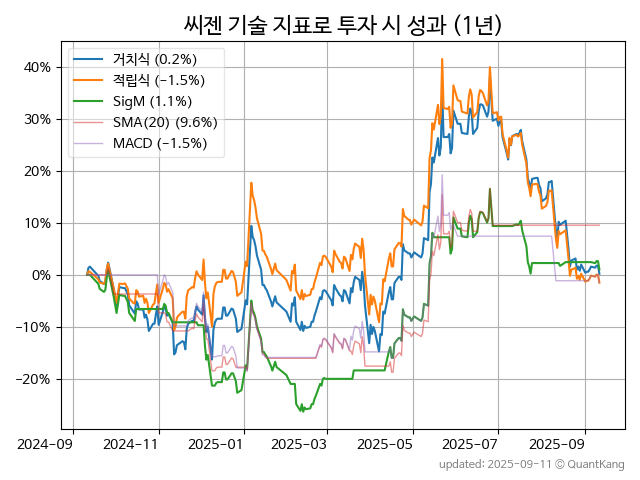 씨젠 기술 지표로 투자 시 성과 (1년)
거치식 (0.2%)
적립식 (−1.5%)
SigM (1.1%)
SMA(20) (9.6%)
MACD (−1.5%)
40%
30%
20%
10%
0%
−10%
−20%
2024-09 2024-11 2025-01 2025-03 2025-05 2025-07 2025-09
updated: 2025-09-11 © QuantKang